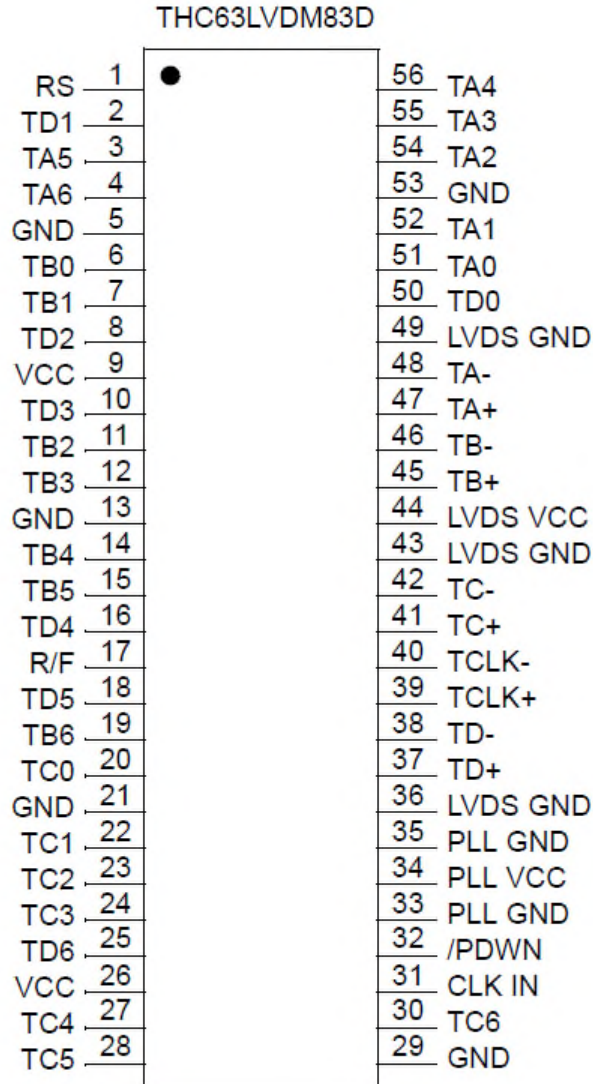 THC63LVDM83D
RS 1
TD1 2
TA5 3
TA6 4
GND 5
TB0 6
TB1 7
TD2 8
VCC 9
TD3 10
TB2 11
TB3 12
GND 13
TB4 14
TB5 15
TD4 16
R/F 17
TD5 18
TB6 19
TC0 20
GND 21
TC1 22
TC2 23
TC3 24
TD6 25
VCC 26
TC4 27
TC5 28
56 TA4
55 TA3
54 TA2
53 GND
52 TA1
51 TA0
50 TD0
49 LVDS GND
48 TA-
47 TA+
46 TB-
45 TB+
44 LVDS VCC
43 LVDS GND
42 TC-
41 TC+
40 TCLK-
39 TCLK+
38 TD-
37 TD+
36 LVDS GND
35 PLL GND
34 PLL VCC
33 PLL GND
32 /PDWN
31 CLK IN
30 TC6
29 GND